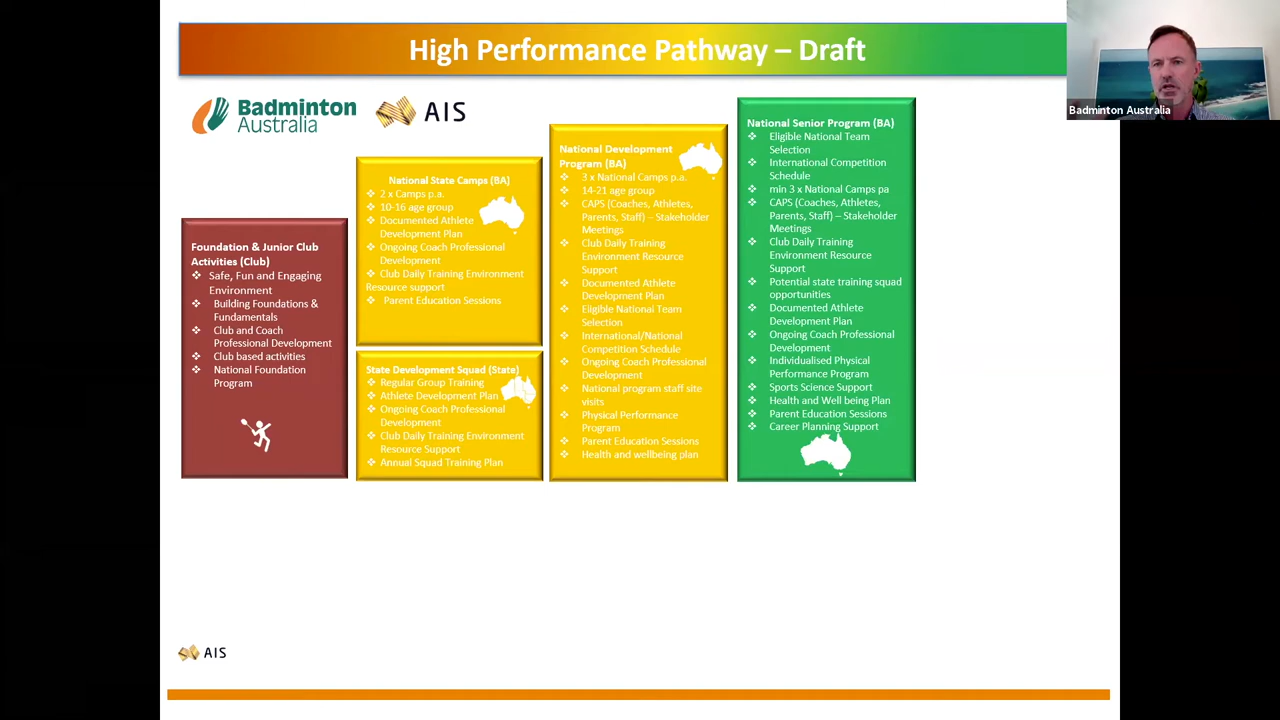 High Performance Pathway – Draft
Badminton Australia
Badminton
Australia
AIS
Foundation & Junior Club
Activities (Club)
❖ Safe, Fun and Engaging
Environment
❖ Building Foundations &
Fundamentals
❖ Club and Coach
Professional Development
❖ Club based activities
❖ National Foundation
Program
National State Camps (BA)
❖ 2 x Camps p.a.
❖ 10-16 age group
❖ Documented Athlete
Development Plan
❖ Ongoing Coach Professional
Development
❖ Club Daily Training Environment
Resource support
❖ Parent Education Sessions
State Development Squad (State)
❖ Regular Group Training
❖ Athlete Development Plan
❖ Ongoing Coach Professional
Development
❖ Club Daily Training Environment
Resource Support
❖ Annual Squad Training Plan
National Development
Program (BA)
❖ 3 x National Camps p.a.
❖ 14-21 age group
❖ CAPS (Coaches, Athletes,
Parents, Staff) – Stakeholder
Meetings
❖ Club Daily Training
Environment Resource
Support
❖ Documented Athlete
Development Plan
❖ Eligible National Team
Selection
❖ International/National
Competition Schedule
❖ Ongoing Coach Professional
Development
❖ National program staff site
visits
❖ Physical Performance
Program
❖ Parent Education Sessions
❖ Health and wellbeing plan
National Senior Program (BA)
❖ Eligible National Team
Selection
❖ International Competition
Schedule
❖ min 3 x National Camps pa
❖ CAPS (Coaches, Athletes,
Parents, Staff) – Stakeholder
Meetings
❖ Club Daily Training
Environment Resource
Support
❖ Potential state training squad
opportunities
❖ Documented Athlete
Development Plan
❖ Ongoing Coach Professional
Development
❖ Individualised Physical
Performance Program
❖ Sports Science Support
❖ Health and Well being Plan
❖ Parent Education Sessions
❖ Career Planning Support
AIS